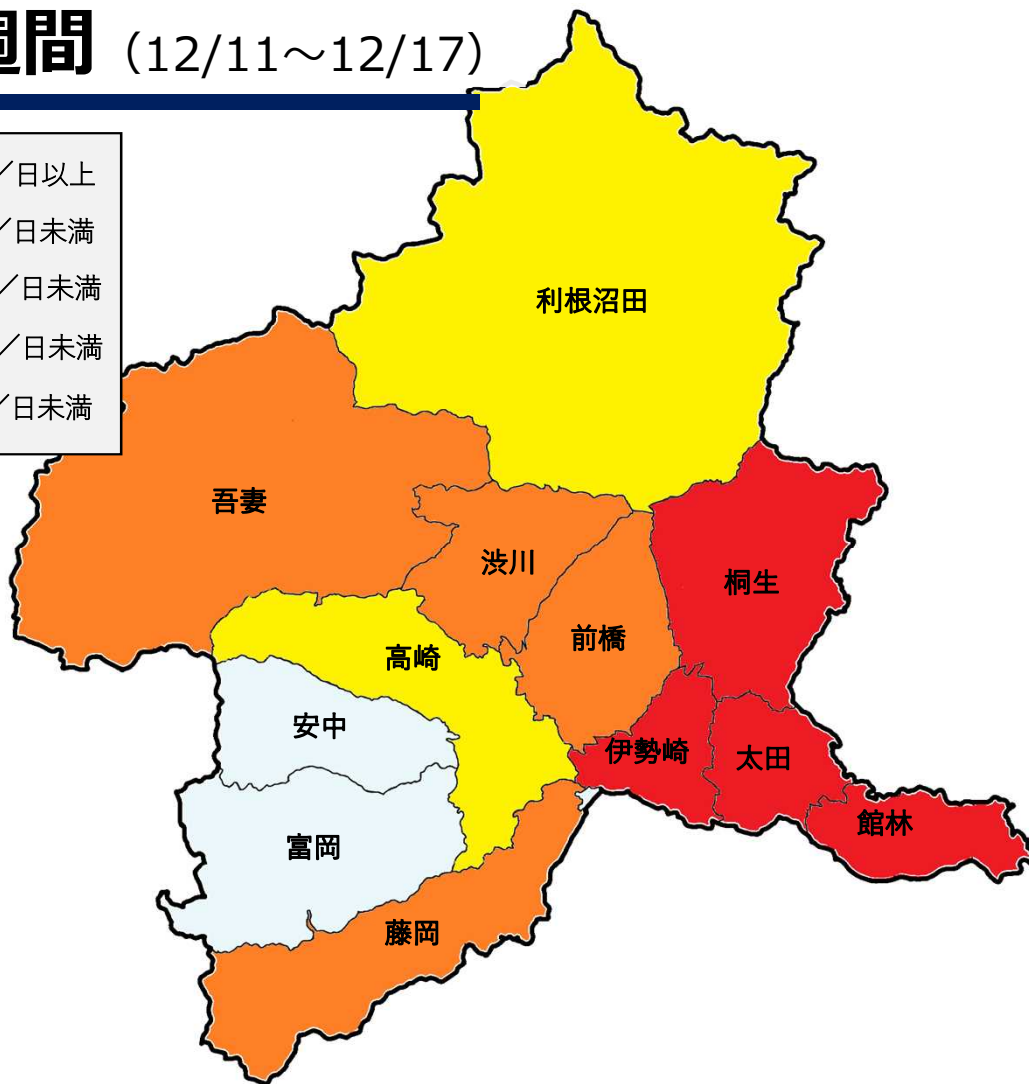 週間（12/11～12/17）
／日以上
／日未満
／日未満
／日未満
／日未満
利根沼田
吾妻
渋川
桐生
前橋
高崎
安中
伊勢崎
太田
館林
富岡
藤岡